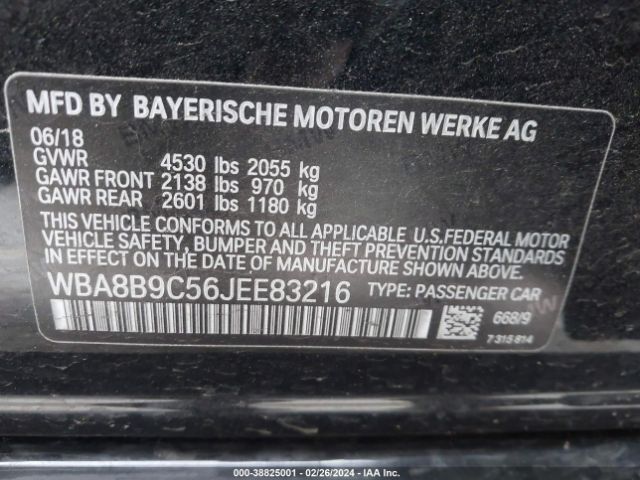 MFD BY BAYERISCHE MOTOREN WERKE AG
06/18
GVWR 4530 lbs 2055 kg
GAWR FRONT 2138 lbs 970 kg
GAWR REAR 2601 lbs 1180 kg
THIS VEHICLE CONFORMS TO ALL APPLICABLE U.S.FEDERAL MOTOR
VEHICLE SAFETY, BUMPER AND THEFT PREVENTION STANDARDS
IN EFFECT ON THE DATE OF MANUFACTURE SHOWN ABOVE.
WBA8B9C56JEE83216 TYPE: PASSENGER CAR
668/9
7 315 814
000-38825001 - 02/26/2024 - IAA Inc.